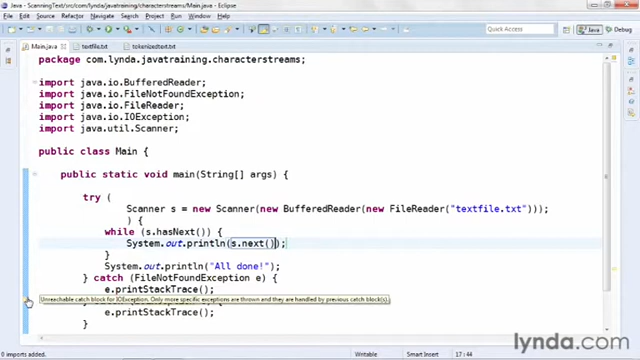 Java - ScanningTest/src/com/lynda/javatraining/characterstreams/Main.java - Eclipse
File Edit Source Refactor Navigate Search Project Run Window Help
Quick Access
Java
Debug
Main.java
textfile.txt
tokenizedtext.txt
package com.lynda.javatraining.characterstreams;
import java.io.BufferedReader;
import java.io.FileNotFoundException;
import java.io.FileReader;
import java.io.IOException;
import java.util.Scanner;
public class Main {
public static void main(String[] args) {
try (
Scanner s = new Scanner(new BufferedReader(new FileReader("textfile.txt")));
) {
while (s.hasNext()) {
System.out.println(s.next());
}
System.out.println("All done!");
} catch (FileNotFoundException e) {
e.printStackTrace();
Unreachable catch block for IOException. Only more specific exceptions are thrown and they are handled by previous catch block(s).
e.printStackTrace();
}
lynda.com
0 imports added.
Writable
Smart Insert
17 : 44